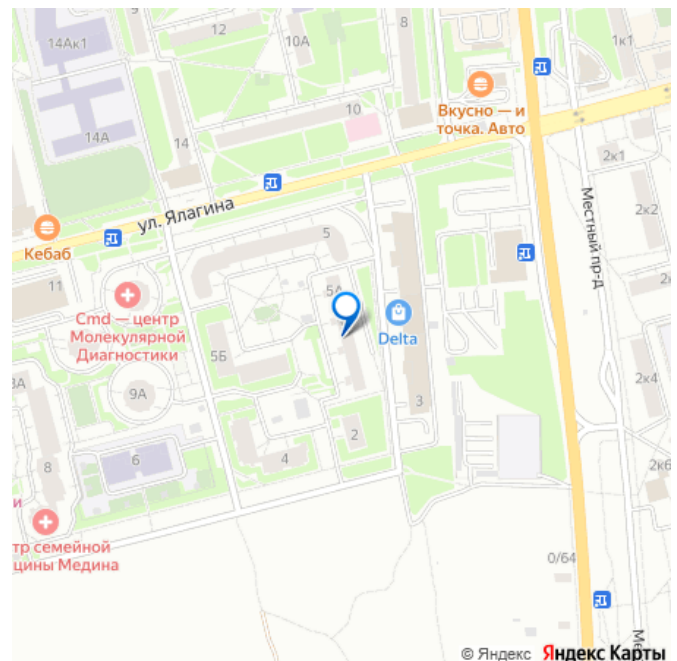 8
9
1к1
14Ак1
12
10А
Вкусно — и
точка. Авто
10
14А
14
2к1
Местный пр-д
2к2
ул. Ялагина
Кебаб
5
11
5А
Cmd — центр
Молекулярной
Диагностики
Delta
5Б
9А
3
2к4
2
4
6
8
2к6
тр семейной
цины Медина
0/64
© Яндекс Яндекс Карты